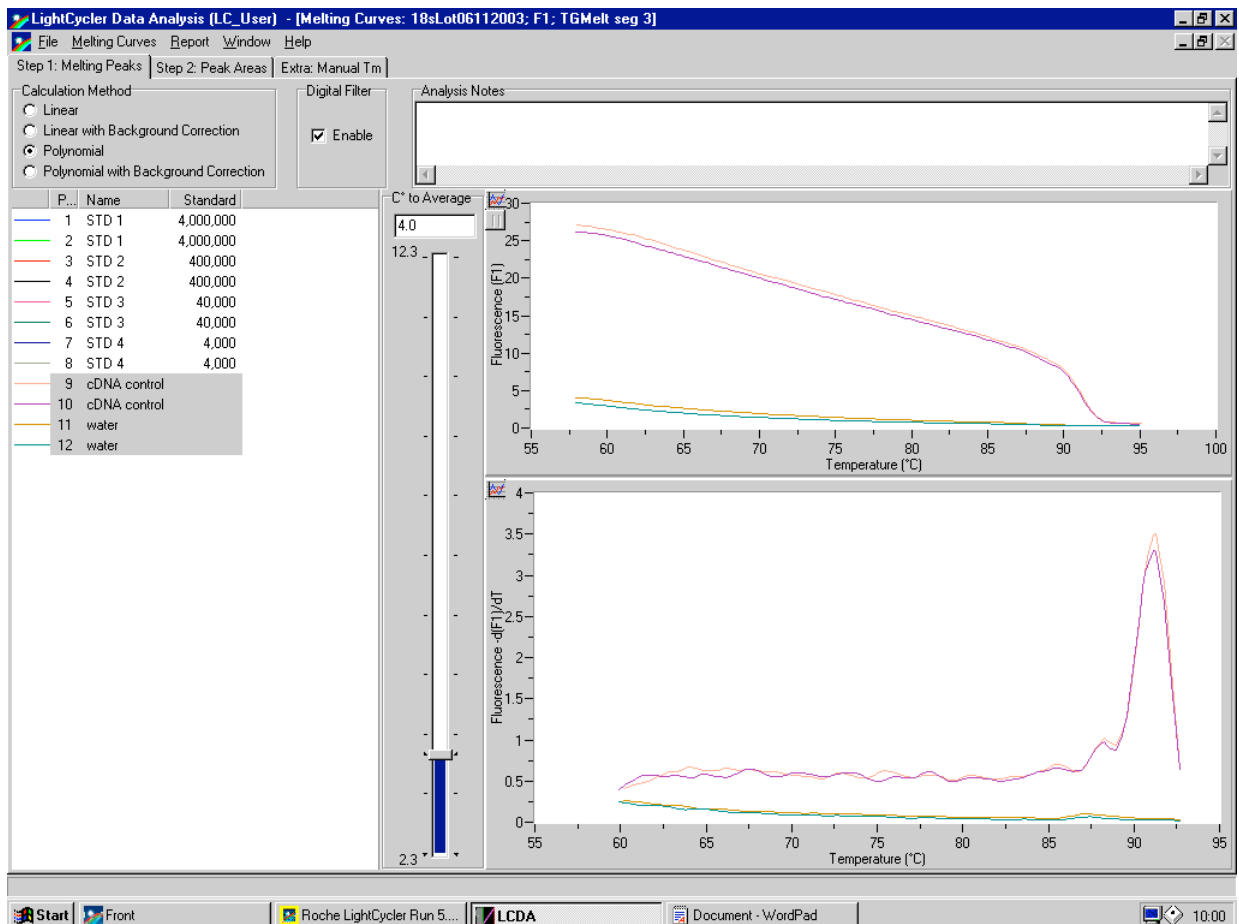 LightCycler Data Analysis (LC_User) - [Melting Curves: 18sLot06112003; F1; TGMelt seg 3]
File Melting Curves Report Window Help
Step 1: Melting Peaks Step 2: Peak Areas Extra: Manual Tm
Calculation Method
Linear
Linear with Background Correction
Polynomial
Polynomial with Background Correction
Digital Filter
Enable
Analysis Notes
P... Name Standard
1 STD 1 4,000,000
2 STD 1 4,000,000
3 STD 2 400,000
4 STD 2 400,000
5 STD 3 40,000
6 STD 3 40,000
7 STD 4 4,000
8 STD 4 4,000
9 cDNA control
10 cDNA control
11 water
12 water
C° to Average
4.0
12.3
2.3
30
25
20
15
10
5
0
Fluorescence (F1)
55 60 65 70 75 80 85 90 95 100
Temperature (°C)
4
3.5
3
2.5
2
1
0.5
0
Fluorescence -d(F1)/dT
55 60 65 70 75 80 85 90 95
Temperature (°C)
Start Front Roche LightCycler Run 5.... LCDA Document - WordPad 10:00